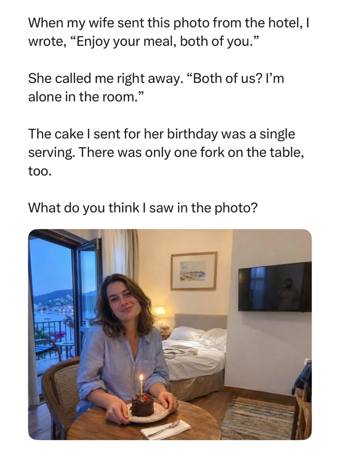 When my wife sent this photo from the hotel, I
wrote, “Enjoy your meal, both of you.”
She called me right away. “Both of us? I’m
alone in the room.”
The cake I sent for her birthday was a single
serving. There was only one fork on the table,
too.
What do you think I saw in the photo?